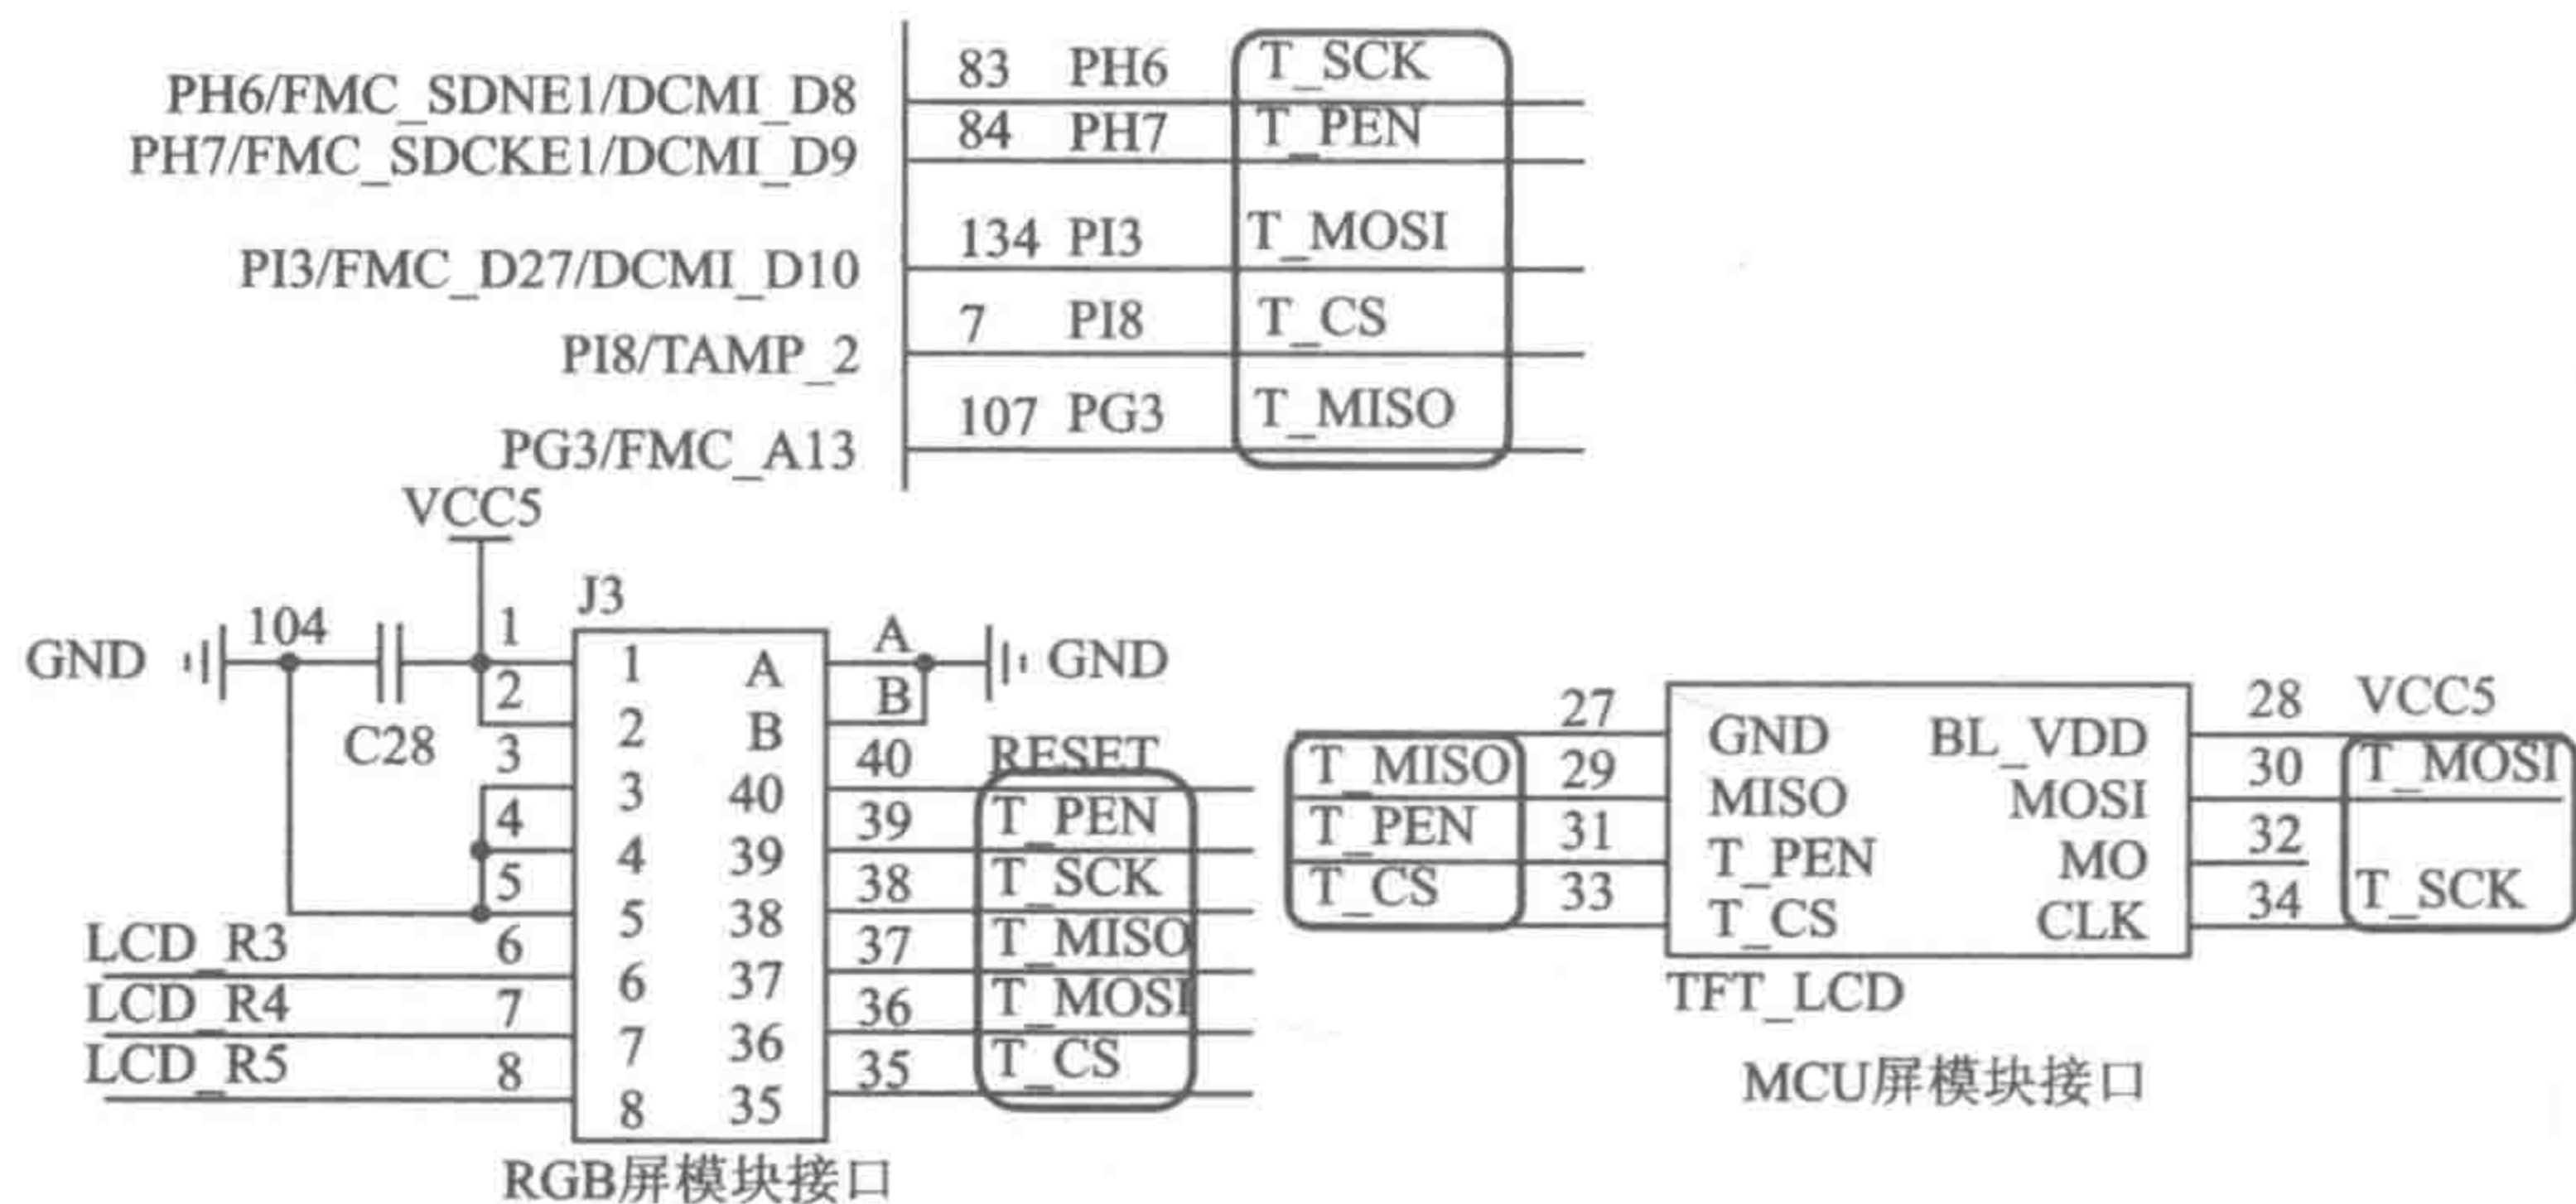 PH6/FMC_SDNE1/DCMI_D8 83 PH6 T_SCK
PH7/FMC_SDCKE1/DCMI_D9 84 PH7 T_PEN
PI3/FMC_D27/DCMI_D10 134 PI3 T_MOSI
PI8/TAMP_2 7 PI8 T_CS
PG3/FMC_A13 107 PG3 T_MISO
VCC5
J3
GND 104 1 1 A A GND
C28 2 2 B B
3 3 40 40 RESET
4 4 39 39 T_PEN
5 5 38 38 T_SCK
LCD_R3 6 6 37 37 T_MISO
LCD_R4 7 7 36 36 T_MOSI
LCD_R5 8 8 35 35 T_CS
RGB屏模块接口
27 GND BL_VDD 28 VCC5
T_MISO 29 MISO MOSI 30 T_MOSI
T_PEN 31 T_PEN MO 32
T_CS 33 T_CS CLK 34 T_SCK
TFT_LCD
MCU屏模块接口